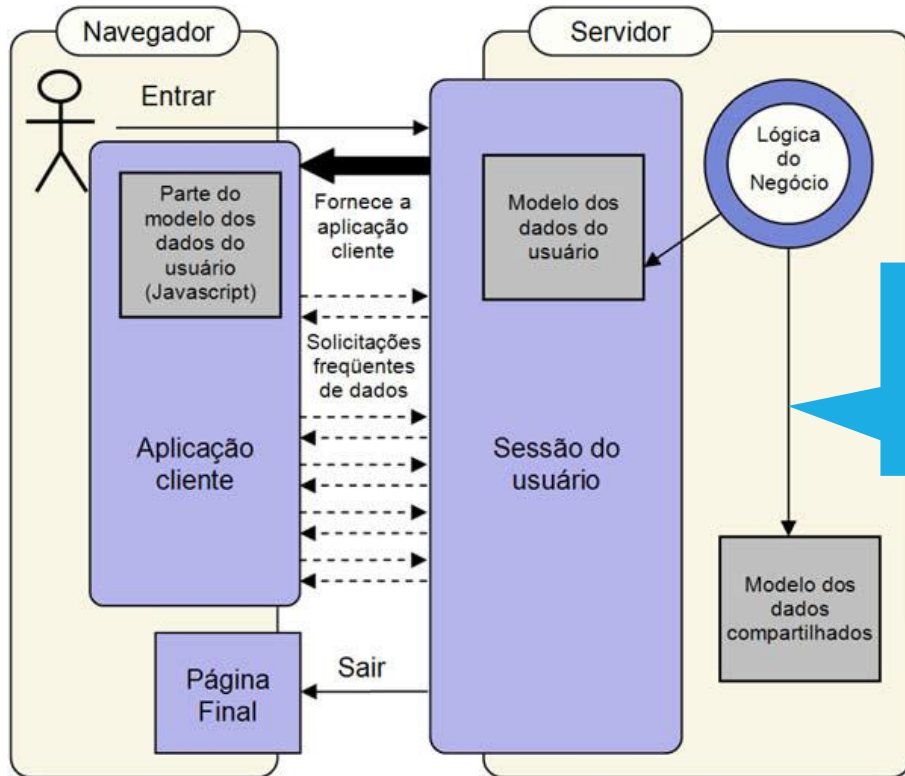 Navegador
Servidor
Entrar
Lógica
do
Negócio
Parte do
modelo dos
dados do
usuário
(Javascript)
Fornece a
aplicação
cliente
Modelo dos
dados do
usuário
Solicitações
freqüentes
de dados
Aplicação
cliente
Sessão do
usuário
Modelo dos
dados
compartilhados
Sair
Página
Final